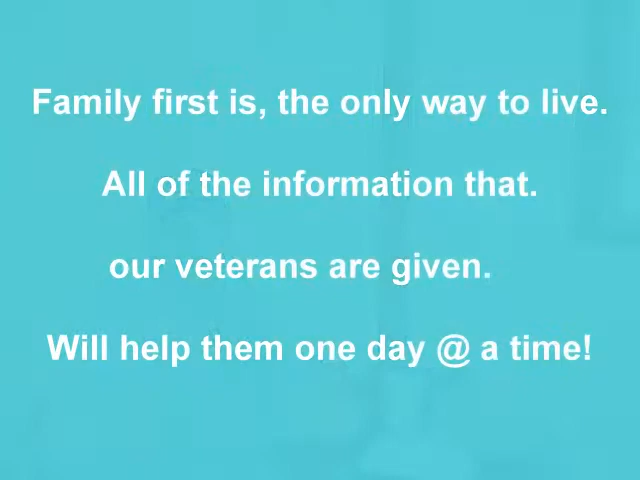 Family first is, the only way to live.
All of the information that.
our veterans are given.
Will help them one day @ a time!